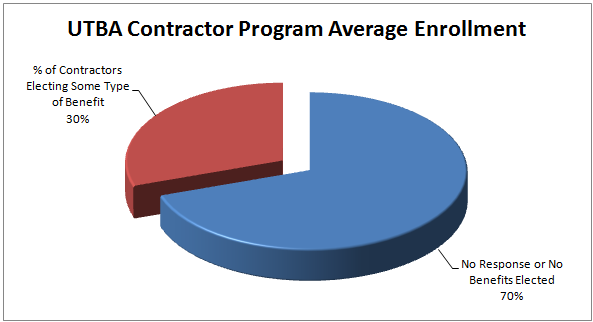 UTBA Contractor Program Average Enrollment
% of Contractors
Electing Some Type
of Benefit
30%
No Response or No
Benefits Elected
70%